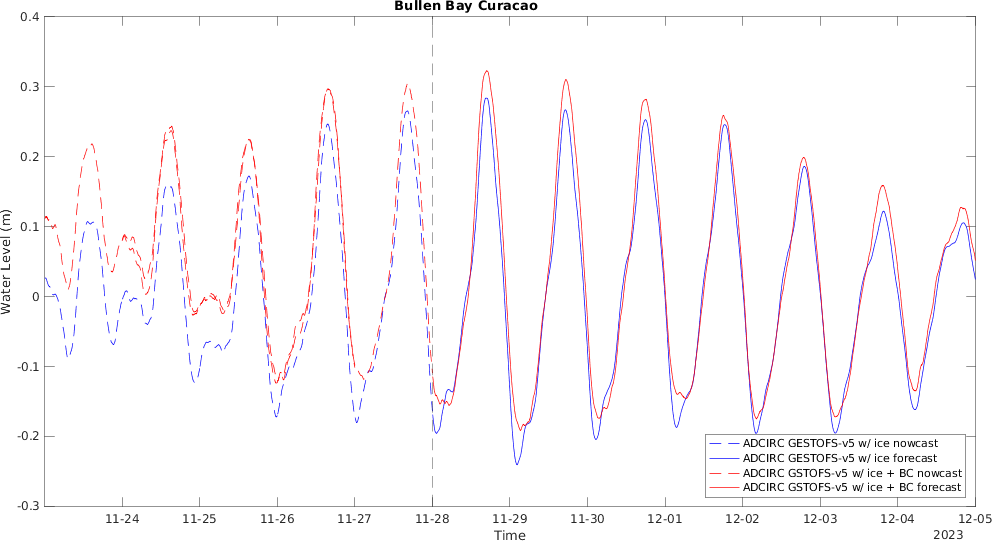 Bullen Bay Curacao
0.4
0.3
0.2
0.1
0
-0.1
-0.2
-0.3
Water Level (m)
ADCIRC GESTOFS-v5 w/ ice nowcast
ADCIRC GESTOFS-v5 w/ ice forecast
ADCIRC GSTOFS-v5 w/ ice + BC nowcast
ADCIRC GSTOFS-v5 w/ ice + BC forecast
11-24 11-25 11-26 11-27 11-28 11-29 11-30 12-01 12-02 12-03 12-04 12-05
Time
2023